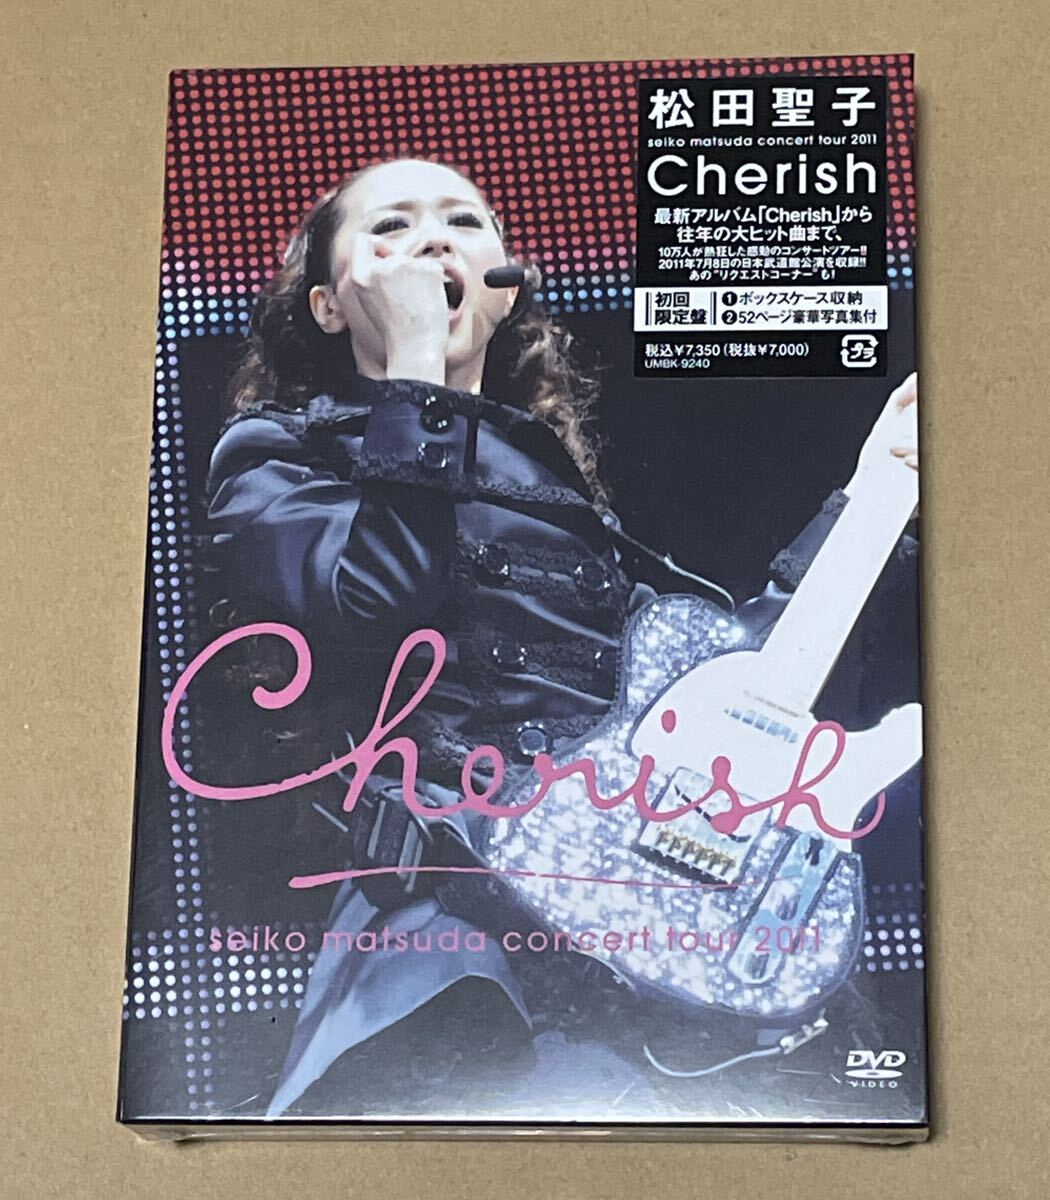 松田聖子
seiko matsuda concert tour 2011
Cherish
最新アルバム「Cherish」から
往年の大ヒット曲まで、
10万人が熱狂した感動のコンサートツアー!!
2011年7月8日の日本武道館公演を収録!!
あの"リクエストコーナー"も!
初回
限定盤
❶ボックスケース収納
❷52ページ豪華写真集付
税込¥7,350(税抜¥7,000)
UMBK-9240
プラ
Cherish
seiko matsuda concert tour 2011
DVD
VIDEO